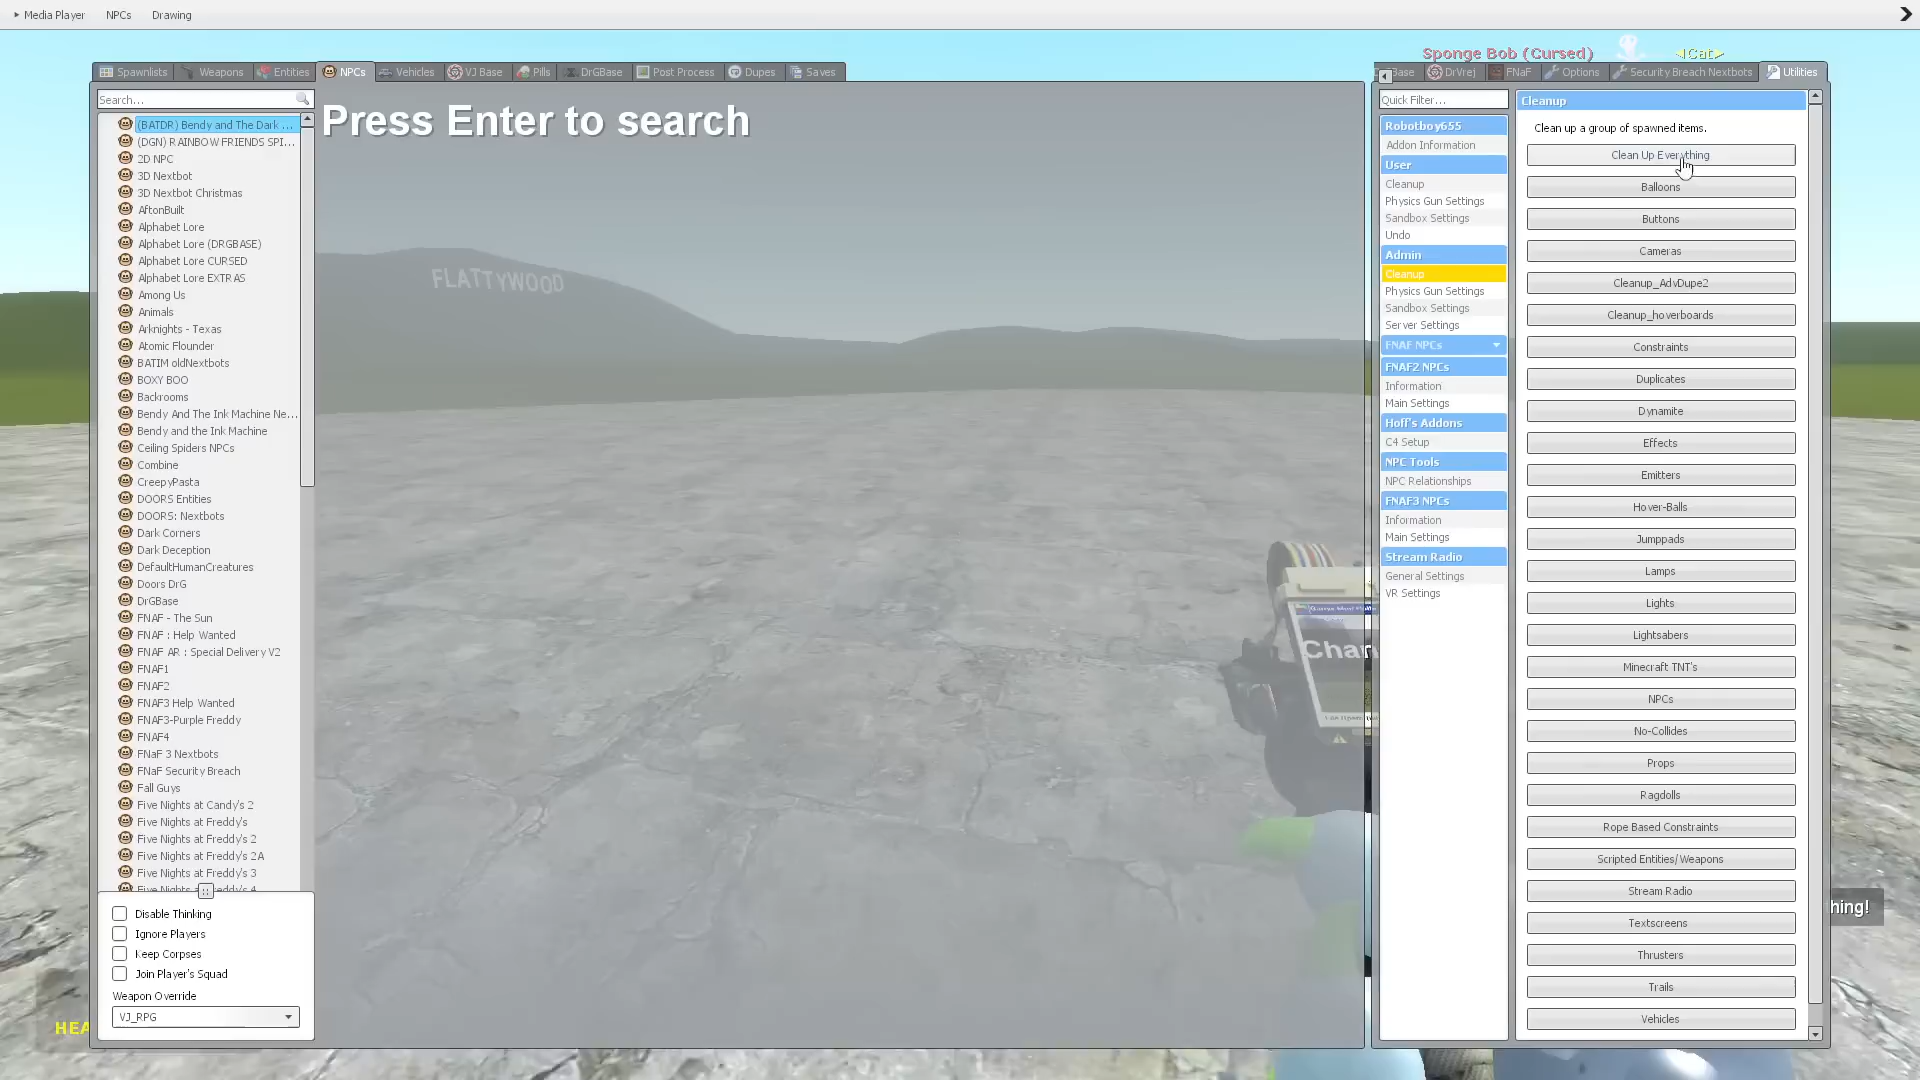 Media Player NPCs Drawing
Sponge Bob (Cursed) Cat
Spawnlists Weapons Entities NPCs Vehicles VJ Base Pills DrGBase Post Process Dupes Saves
Base DrVrej FNaF Options Security Breach Nextbots Utilities
Search...
(BATDR) Bendy and The Dark ...
(DGN) RAINBOW FRIENDS SPI...
2D NPC
3D Nextbot
3D Nextbot Christmas
AftonBuilt
Alphabet Lore
Alphabet Lore (DRGBASE)
Alphabet Lore CURSED
Alphabet Lore EXTRAS
Among Us
Animals
Arknights - Texas
Atomic Flounder
BATIM oldNextbots
BOXY BOO
Backrooms
Bendy And The Ink Machine Ne...
Bendy and the Ink Machine
Ceiling Spiders NPCs
Combine
CreepyPasta
DOORS Entities
DOORS: Nextbots
Dark Corners
Dark Deception
DefaultHumanCreatures
Doors DrG
DrGBase
FNAF - The Sun
FNAF : Help Wanted
FNAF AR : Special Delivery V2
FNAF1
FNAF2
FNAF3 Help Wanted
FNAF3-Purple Freddy
FNAF4
FNaF 3 Nextbots
FNaF Security Breach
Fall Guys
Five Nights at Candy's 2
Five Nights at Freddy's
Five Nights at Freddy's 2
Five Nights at Freddy's 2A
Five Nights at Freddy's 3
Five Nights at Freddy's 4
Disable Thinking
Ignore Players
Keep Corpses
Join Player's Squad
Weapon Override
VJ_RPG
HEA
Press Enter to search
FLATTYWOOD
Chan
Quick Filter...
Robotboy655
Addon Information
User
Cleanup
Physics Gun Settings
Sandbox Settings
Undo
Admin
Cleanup
Physics Gun Settings
Sandbox Settings
Server Settings
FNAF NPCs
FNAF2 NPCs
Information
Main Settings
Hoff's Addons
C4 Setup
NPC Tools
NPC Relationships
FNAF3 NPCs
Information
Main Settings
Stream Radio
General Settings
VR Settings
Cleanup
Clean up a group of spawned items.
Clean Up Everything
Balloons
Buttons
Cameras
Cleanup_AdvDupe2
Cleanup_hoverboards
Constraints
Duplicates
Dynamite
Effects
Emitters
Hover-Balls
Jumppads
Lamps
Lights
Lightsabers
Minecraft TNT's
NPCs
No-Collides
Props
Ragdolls
Rope Based Constraints
Scripted Entities/Weapons
Stream Radio
Textscreens
Thrusters
Trails
Vehicles
hing!